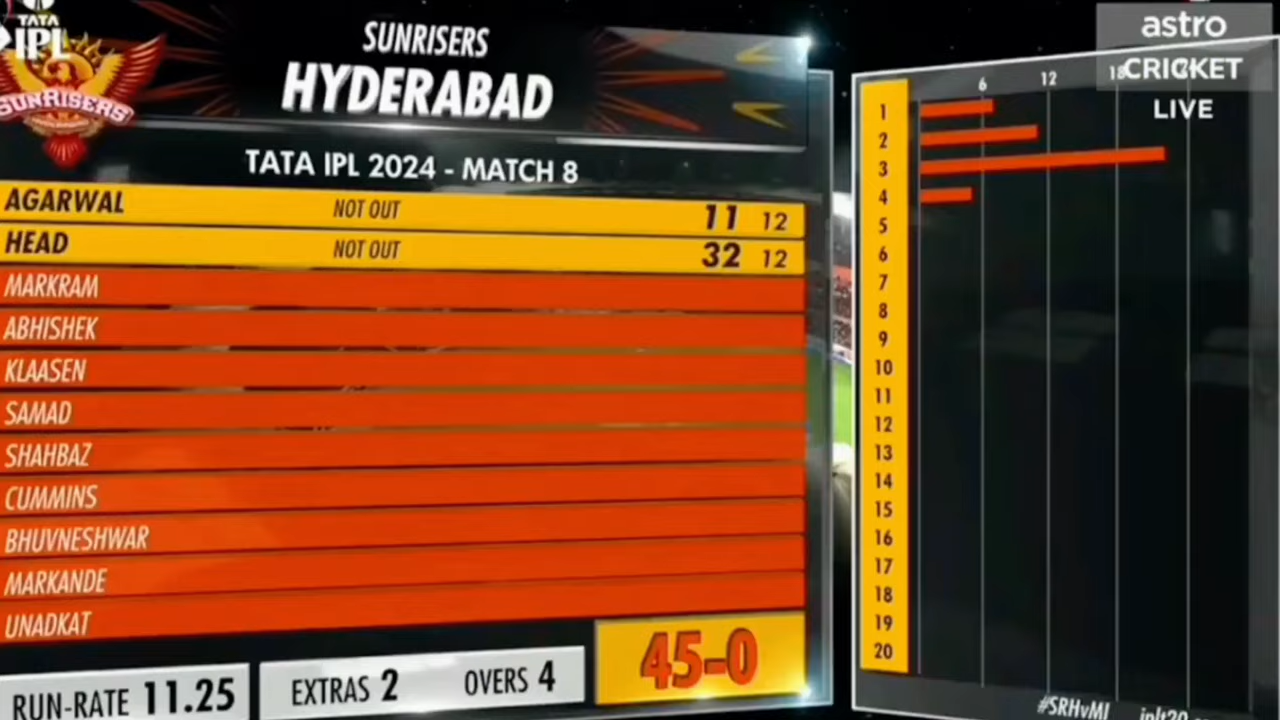 TATA
IPL
SUNRISERS
SUNRISERS
HYDERABAD
TATA IPL 2024 - MATCH 8
AGARWAL NOT OUT 11 12
HEAD NOT OUT 32 12
MARKRAM
ABHISHEK
KLAASEN
SAMAD
SHAHBAZ
CUMMINS
BHUVNESHWAR
MARKANDE
UNADKAT
RUN-RATE 11.25 EXTRAS 2 OVERS 4 45-0
astro
CRICKET
LIVE
6 12 18
1
2
3
4
5
6
7
8
9
10
11
12
13
14
15
16
17
18
19
20
#SRHvMI iplt20